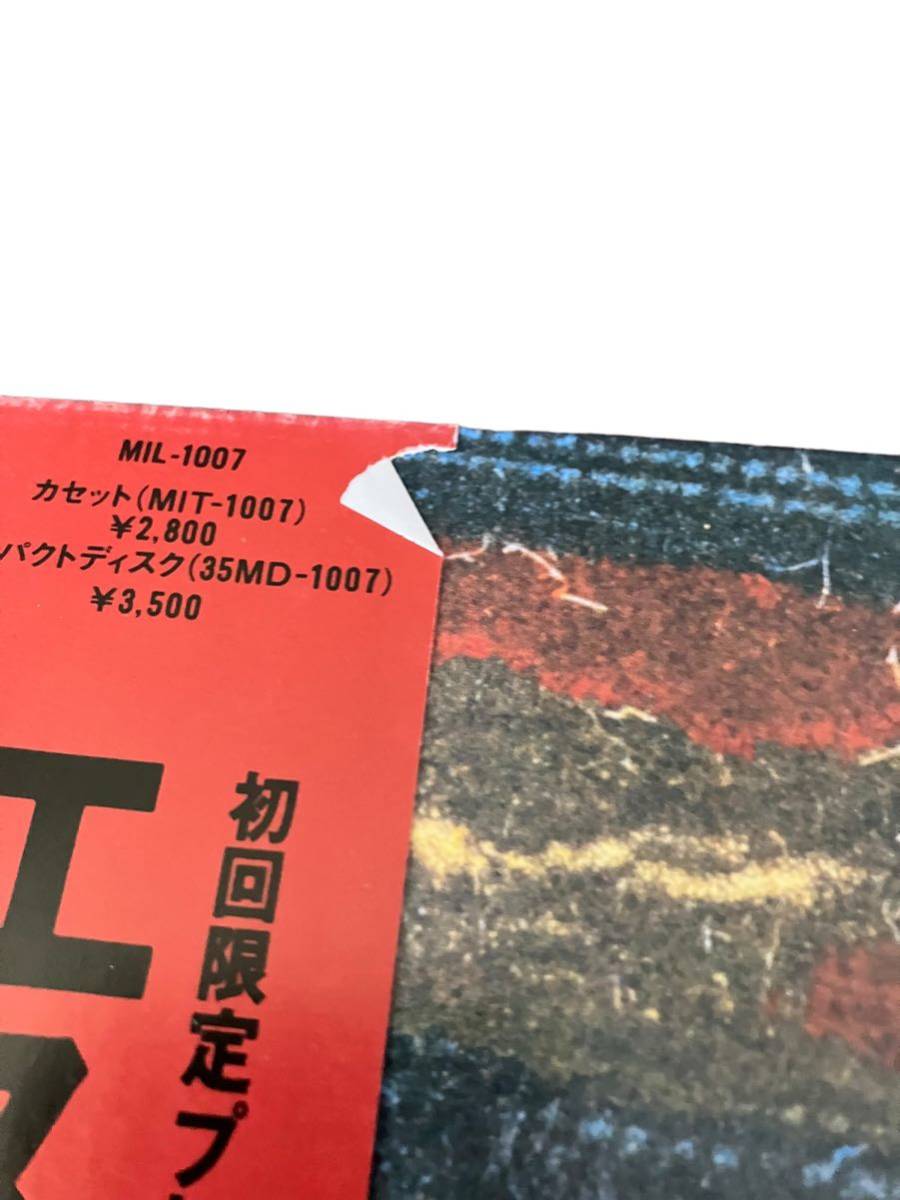 MIL-1007
カセット(MIT-1007)
¥2,800
パクトディスク(35MD-1007)
¥3,500
初回限定プ
エ